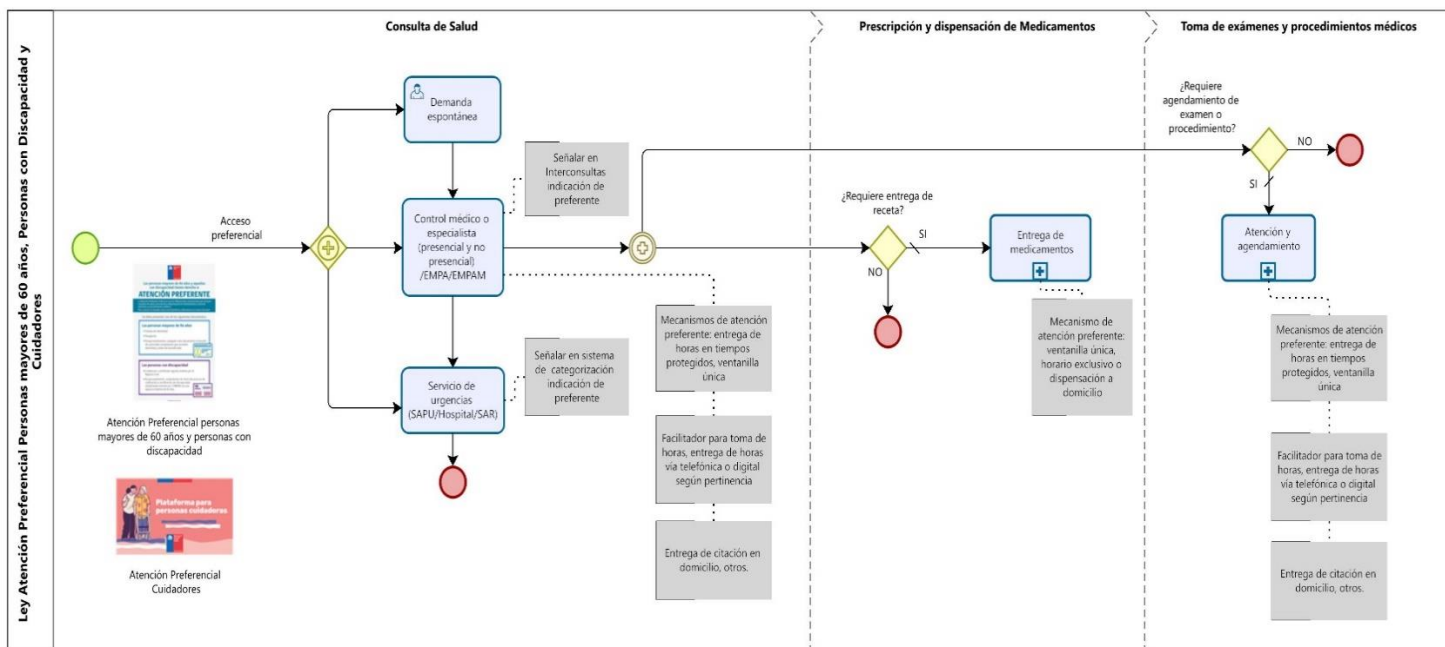 Ley Atención Preferencial Personas mayores de 60 años, Personas con Discapacidad y
Cuidadores
Consulta de Salud
Prescripción y dispensación de Medicamentos
Toma de exámenes y procedimientos médicos
Acceso
preferencial
ATENCIÓN PREFERENTE
Atención Preferencial personas
mayores de 60 años y personas con
discapacidad
Plataforma para
personas cuidadoras
Atención Preferencial
Cuidadores
Demanda
espontánea
Señalar en
Interconsultas
indicación de
preferente
Control médico o
especialista
(presencial y no
presencial)
/EMPA/EMPAM
Servicio de
urgencias
(SAPU/Hospital/SAR)
Señalar en sistema
de categorización
indicación de
preferente
Mecanismos de atención
preferente: entrega de
horas en tiempos
protegidos, ventanilla
única
Facilitador para toma de
horas, entrega de horas
vía telefónica o digital
según pertinencia
Entrega de citación en
domicilio, otros.
¿Requiere entrega de
receta?
SI
NO
Entrega de
medicamentos
Mecanismo de
atención preferente:
ventanilla única,
horario exclusivo o
dispensación a
domicilio
¿Requiere
agendamiento de
examen o
procedimiento?
NO
SI
Atención y
agendamiento
Mecanismos de atención
preferente: entrega de
horas en tiempos
protegidos, ventanilla
única
Facilitador para toma de
horas, entrega de horas
vía telefónica o digital
según pertinencia
Entrega de citación en
domicilio, otros.